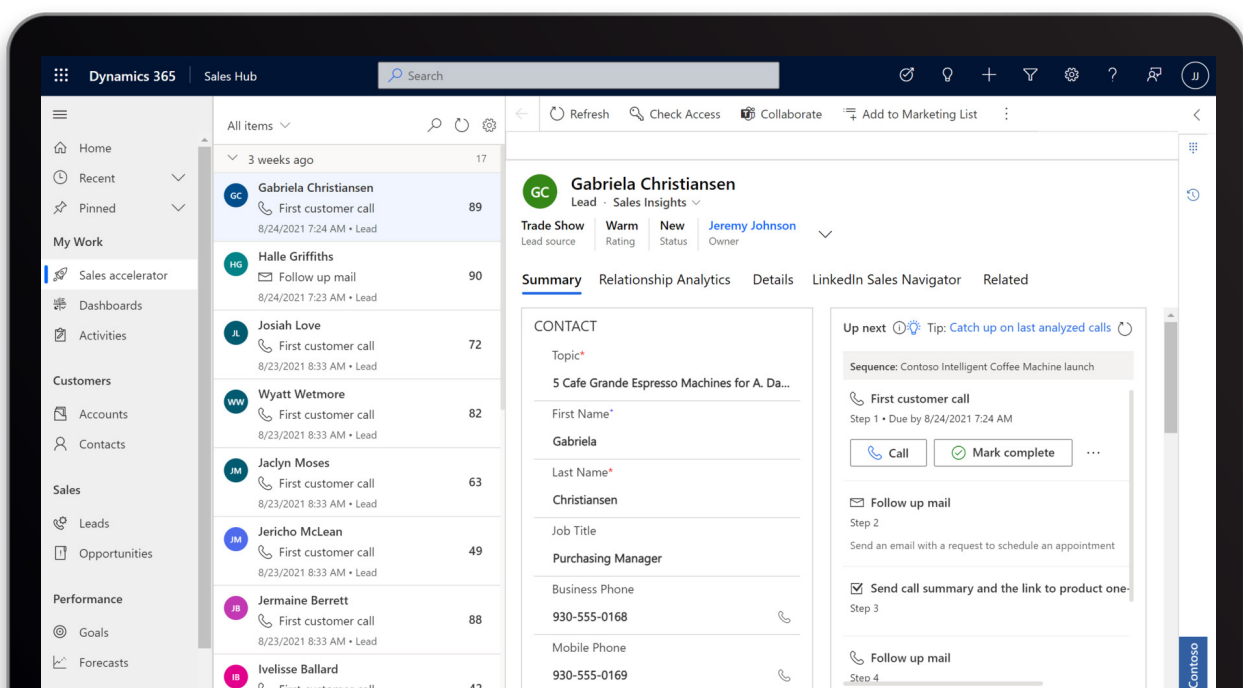 Dynamics 365
Sales Hub
Search
JJ
Home
Recent
Pinned
My Work
Sales accelerator
Dashboards
Activities
Customers
Accounts
Contacts
Sales
Leads
Opportunities
Performance
Goals
Forecasts
All items
3 weeks ago 17
GC
Gabriela Christiansen
First customer call 89
8/24/2021 7:24 AM • Lead
HG
Halle Griffiths
Follow up mail 90
8/24/2021 7:23 AM • Lead
JL
Josiah Love
First customer call 72
8/23/2021 8:33 AM • Lead
WW
Wyatt Wetmore
First customer call 82
8/23/2021 8:33 AM • Lead
JM
Jaclyn Moses
First customer call 63
8/23/2021 8:33 AM • Lead
JM
Jericho McLean
First customer call 49
8/23/2021 8:33 AM • Lead
JB
Jermaine Berrett
First customer call 88
8/23/2021 8:33 AM • Lead
IB
Ivelisse Ballard
First customer call 42
Refresh Check Access Collaborate Add to Marketing List
GC
Gabriela Christiansen
Lead · Sales Insights
Trade Show Warm New Jeremy Johnson
Lead source Rating Status Owner
Summary Relationship Analytics Details LinkedIn Sales Navigator Related
CONTACT
Topic*
5 Cafe Grande Espresso Machines for A. Da...
First Name*
Gabriela
Last Name*
Christiansen
Job Title
Purchasing Manager
Business Phone
930-555-0168
Mobile Phone
930-555-0169
Up next Tip: Catch up on last analyzed calls
Sequence: Contoso Intelligent Coffee Machine launch
First customer call
Step 1 • Due by 8/24/2021 7:24 AM
Call Mark complete ...
Follow up mail
Step 2
Send an email with a request to schedule an appointment
Send call summary and the link to product one-
Step 3
Follow up mail
Step 4
Contoso